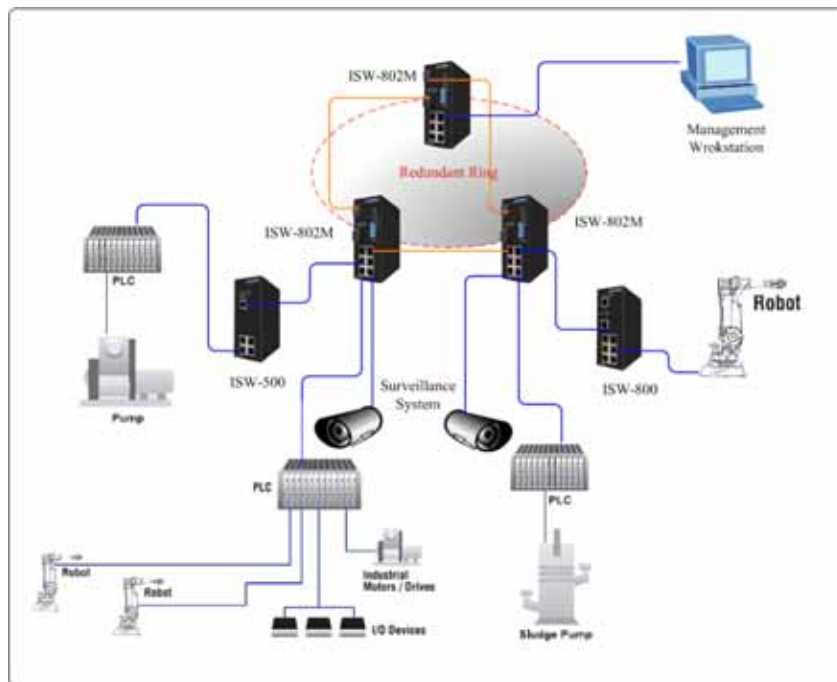 ISW-802M
Management
Wrokstation
Redundant Ring
ISW-802M
ISW-802M
PLC
Robot
ISW-500
ISW-800
Pump
Surveillance
System
PLC
PLC
Robot
Robot
Industrial
Motors / Drives
I/O Devices
Sludge Pump